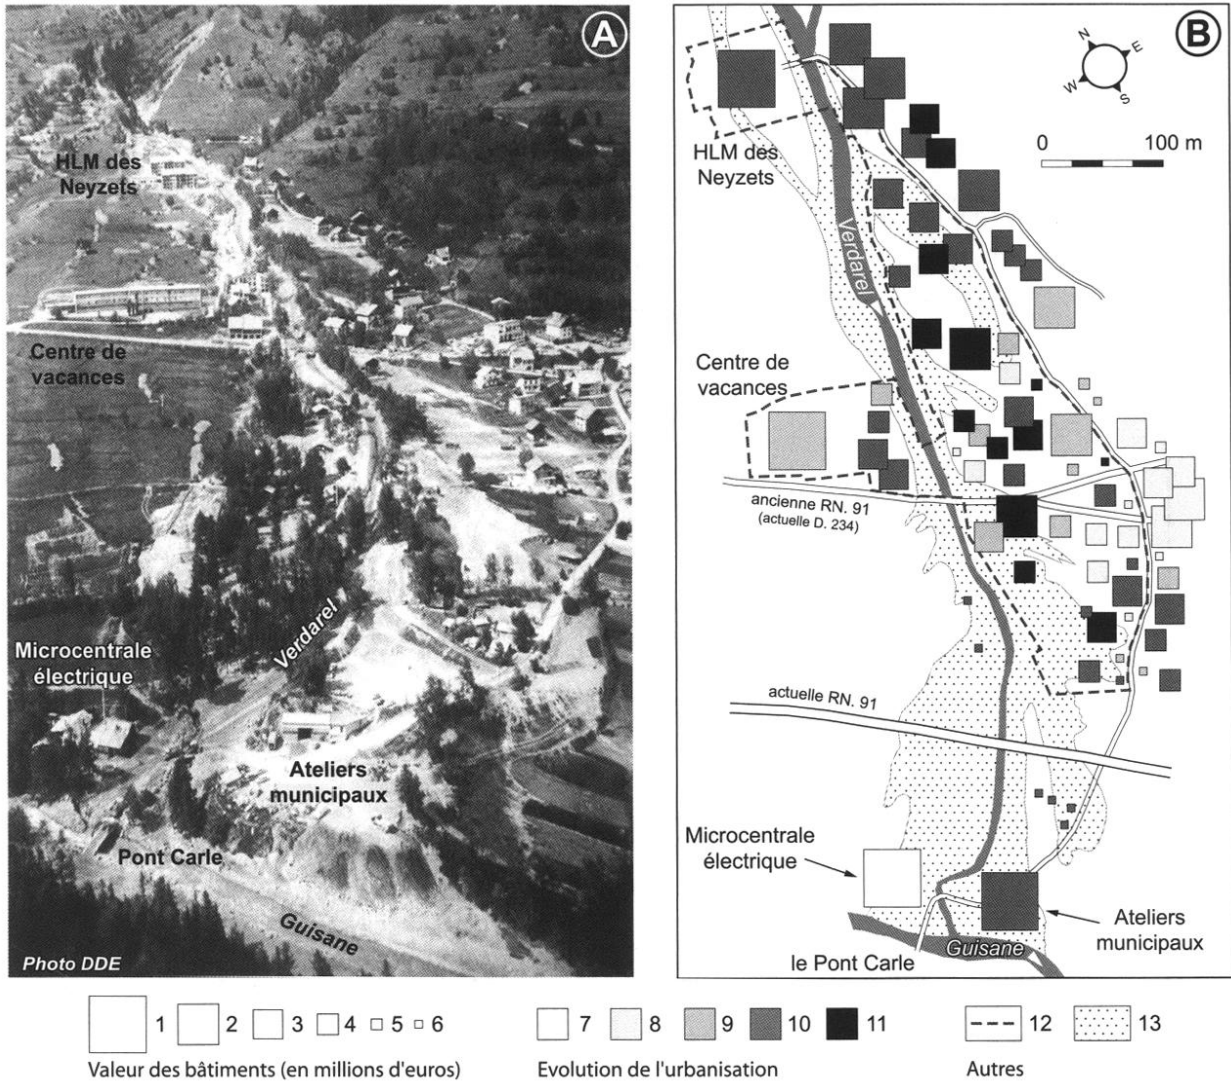 A
HLM des
Neyzets
Centre de
vacances
Verdarel
Microcentrale
électrique
Ateliers
municipaux
Pont Carle
Guisane
Photo DDE
B
N
E
W
S
0
100 m
HLM des
Neyzets
Verdarel
Centre de
vacances
ancienne RN. 91
(actuelle D. 234)
actuelle RN. 91
Microcentrale
électrique
Ateliers
municipaux
Guisane
le Pont Carle
1 2 3 4 5 6
Valeur des bâtiments (en millions d'euros)
7 8 9 10 11
Evolution de l'urbanisation
12 13
Autres